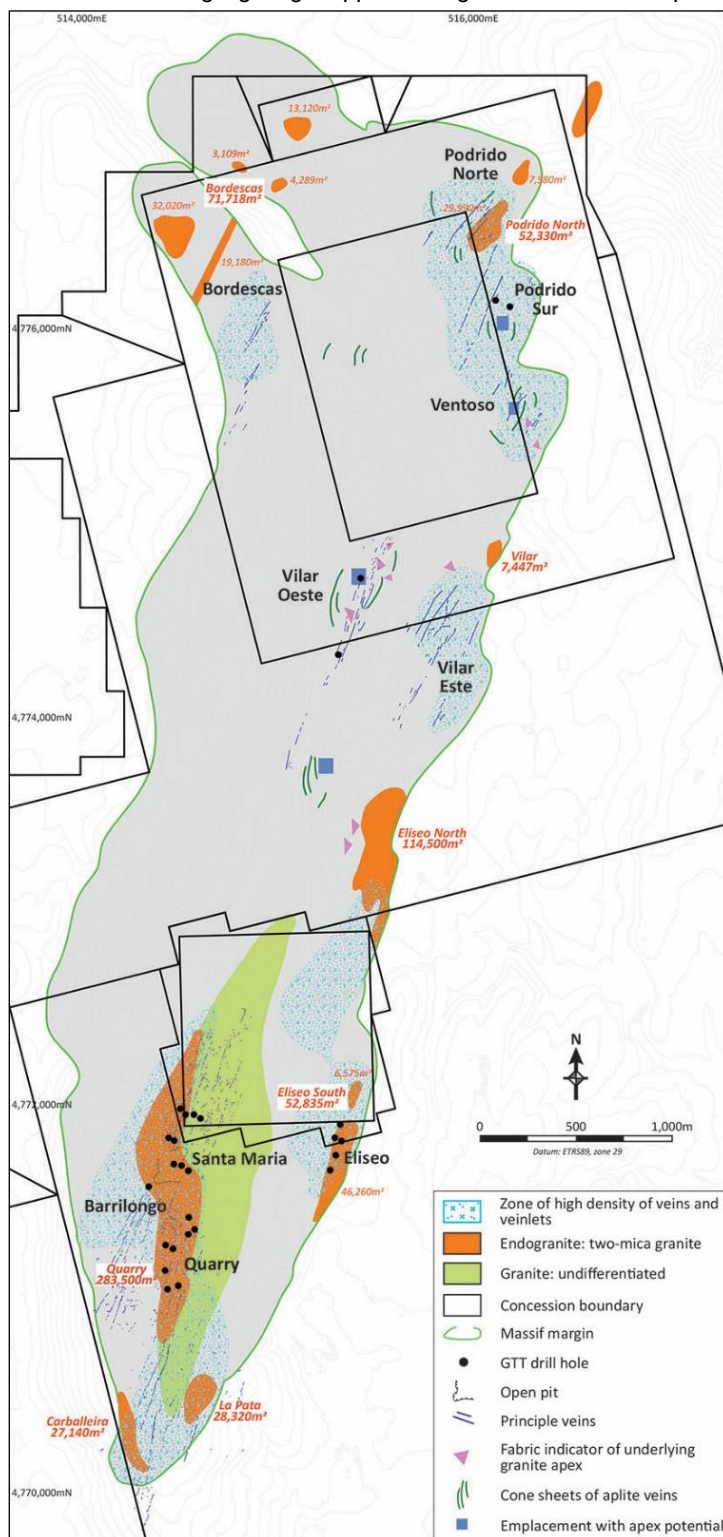 514,000mE
516,000mE
13,120m²
3,109m²
Bordescas
71,718m²
4,289m²
32,020m²
19,180m²
Bordescas
Podrido
Norte
7,580m²
29,990m²
Podrido North
52,330m²
Podrido
Sur
4,776,000mN
Ventoso
Vilar
7,447m²
Vilar
Oeste
Vilar
Este
4,774,000mN
Eliseo North
114,500m²
N
6,575m²
Eliseo South
52,835m²
4,772,000mN
0 500 1,000m
Datum: ETRS89, zone 29
Santa Maria
Eliseo
46,260m²
Barrilongo
Quarry
Quarry
283,500m²
La Pata
28,320m²
Carballeira
27,140m²
4,770,000mN
Zone of high density of veins and
veinlets
Endogranite: two-mica granite
Granite: undifferentiated
Concession boundary
Massif margin
GTT drill hole
Open pit
Principle veins
Fabric indicator of underlying
granite apex
Cone sheets of aplite veins
Emplacement with apex potential